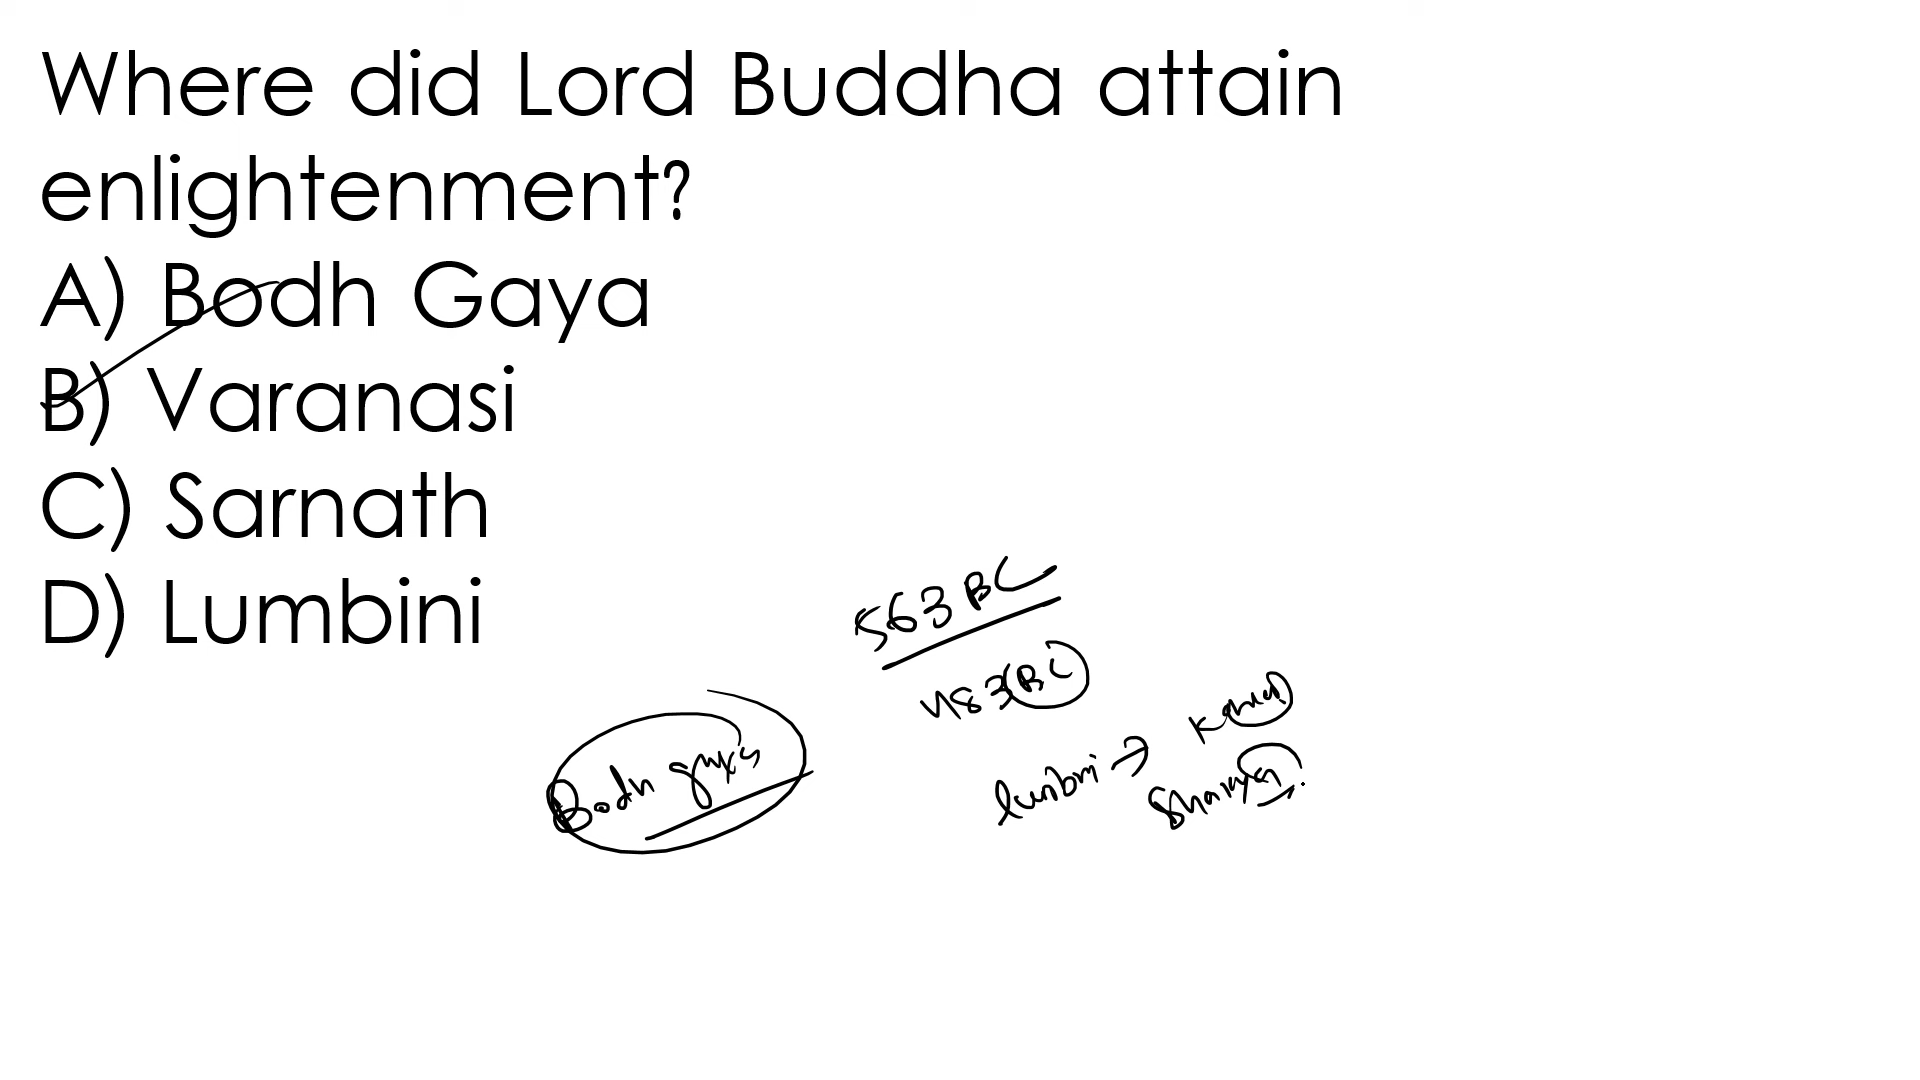 Where did Lord Buddha attain
enlightenment?
A) Bodh Gaya
B) Varanasi
C) Sarnath
D) Lumbini
563 BC
483 BC
Bodh gaya
lumbini →